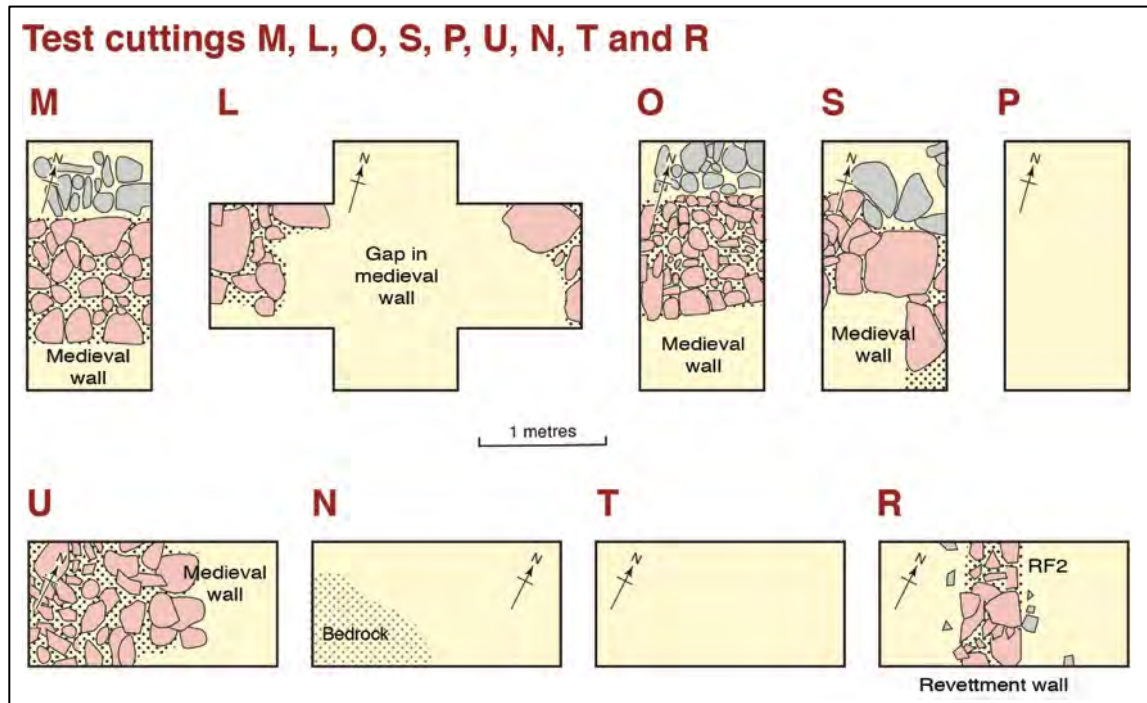 Test cuttings M, L, O, S, P, U, N, T and R
M
L
O
S
P
N
N
N
N
N
Gap in
medieval
wall
Medieval
wall
Medieval
wall
Medieval
wall
1 metres
U
N
T
R
N
Medieval
wall
N
Bedrock
N
N
RF2
Revettment wall